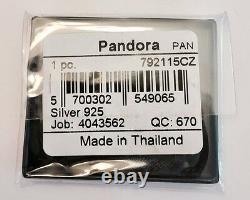 Pandora PAN
1 pc. 792115CZ
5 700302 549065
Silver 925
Job: 4043562 QC: 670
Made in Thailand